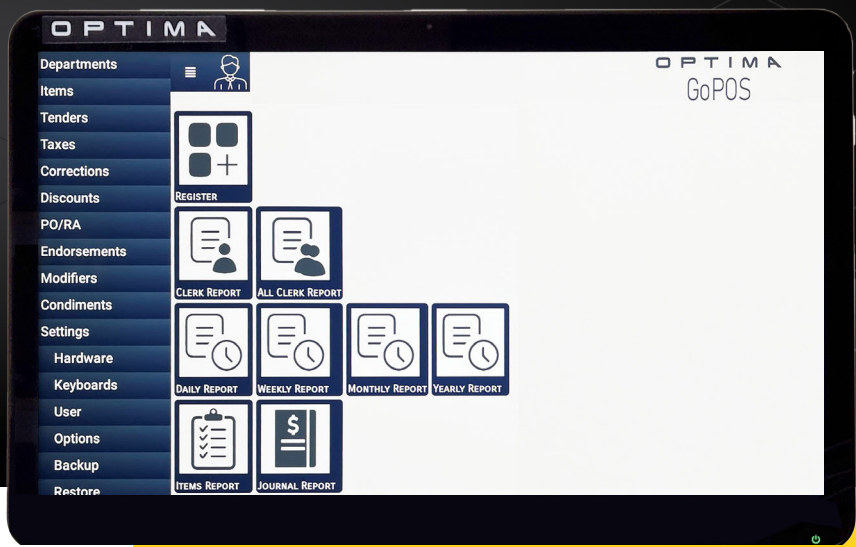 OPTIMA
Departments
Items
Tenders
Taxes
Corrections
Discounts
PO/RA
Endorsements
Modifiers
Condiments
Settings
Hardware
Keyboards
User
Options
Backup
Restore
OPTIMA
GoPOS
REGISTER
CLERK REPORT
ALL CLERK REPORT
DAILY REPORT
WEEKLY REPORT
MONTHLY REPORT
YEARLY REPORT
$
ITEMS REPORT
JOURNAL REPORT